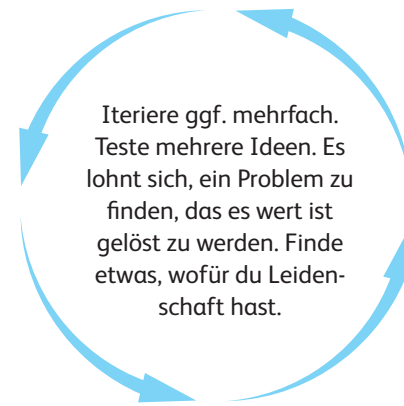 Iteriere ggf. mehrfach.
Teste mehrere Ideen. Es
lohnt sich, ein Problem zu
finden, das es wert ist
gelöst zu werden. Finde
etwas, wofür du Leiden-
schaft hast.